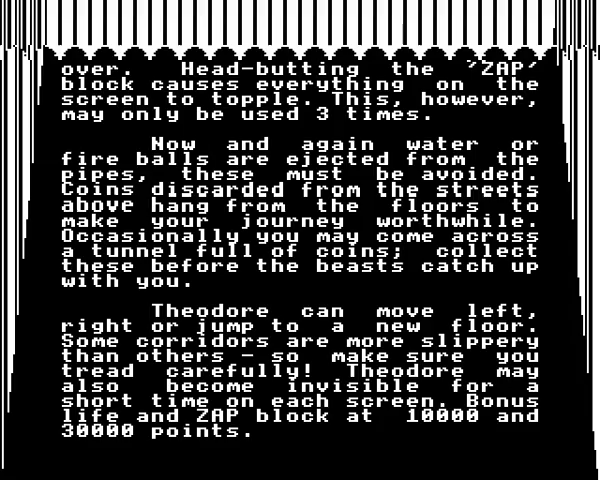 over. Head-butting the 'ZAP'
block causes everything on the
screen to topple. This, however,
may only be used 3 times.
Now and again water or
fire balls are ejected from the
pipes, these must be avoided.
Coins discarded from the streets
above hang from the floors to
make your journey worthwhile.
Occasionally you may come across
a tunnel full of coins; collect
these before the beasts catch up
with you.
Theodore can move left,
right or jump to a new floor.
Some corridors are more slippery
than others - so make sure you
tread carefully! Theodore may
also become invisible for a
short time on each screen. Bonus
life and ZAP block at 10000 and
30000 points.